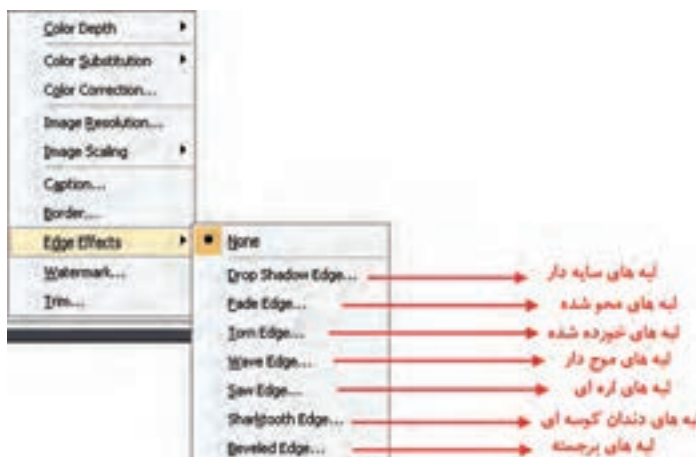 Color Depth
Color Substitution
Color Correction...
Image Resolution...
Image Scaling
Caption...
Border...
Edge Effects
Watermark...
Trim...
None
Drop Shadow Edge... لبه های سایه دار
Fade Edge... لبه های محو شده
Torn Edge... لبه های خورده شده
Wave Edge... لبه های موج دار
Saw Edge... لبه های اره ای
Sharktooth Edge... لبه های دندان کوسه ای
Beveled Edge... لبه های برجسته